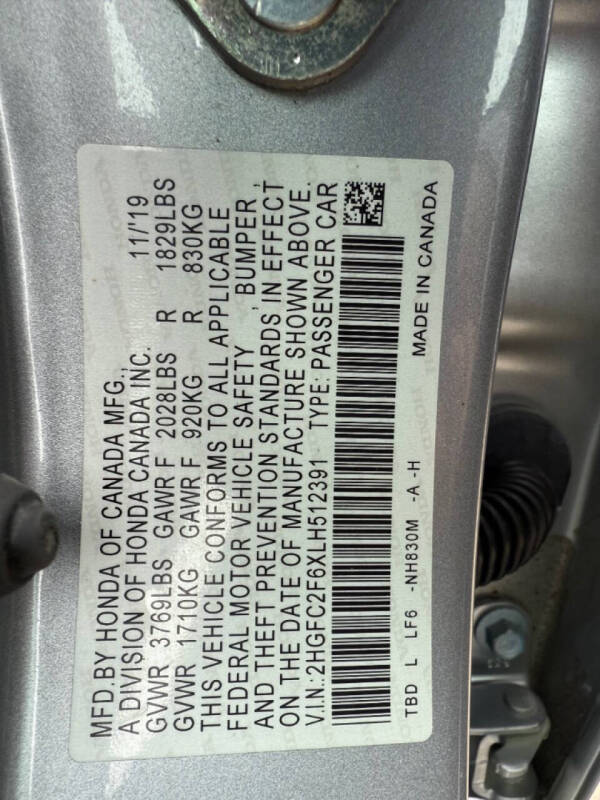 MFD.BY HONDA OF CANADA MFG.,
A DIVISION OF HONDA CANADA INC. 11/'19
GVWR 3769LBS GAWR F 2028LBS R 1829LBS
GVWR 1710KG GAWR F 920KG R 830KG
THIS VEHICLE CONFORMS TO ALL APPLICABLE
FEDERAL MOTOR VEHICLE SAFETY , BUMPER ,
AND THEFT PREVENTION STANDARDS IN EFFECT
ON THE DATE OF MANUFACTURE SHOWN ABOVE.
V.I.N.:2HGFC2F6XLH512391 TYPE: PASSENGER CAR
TBD L LF6 -NH830M -A -H MADE IN CANADA